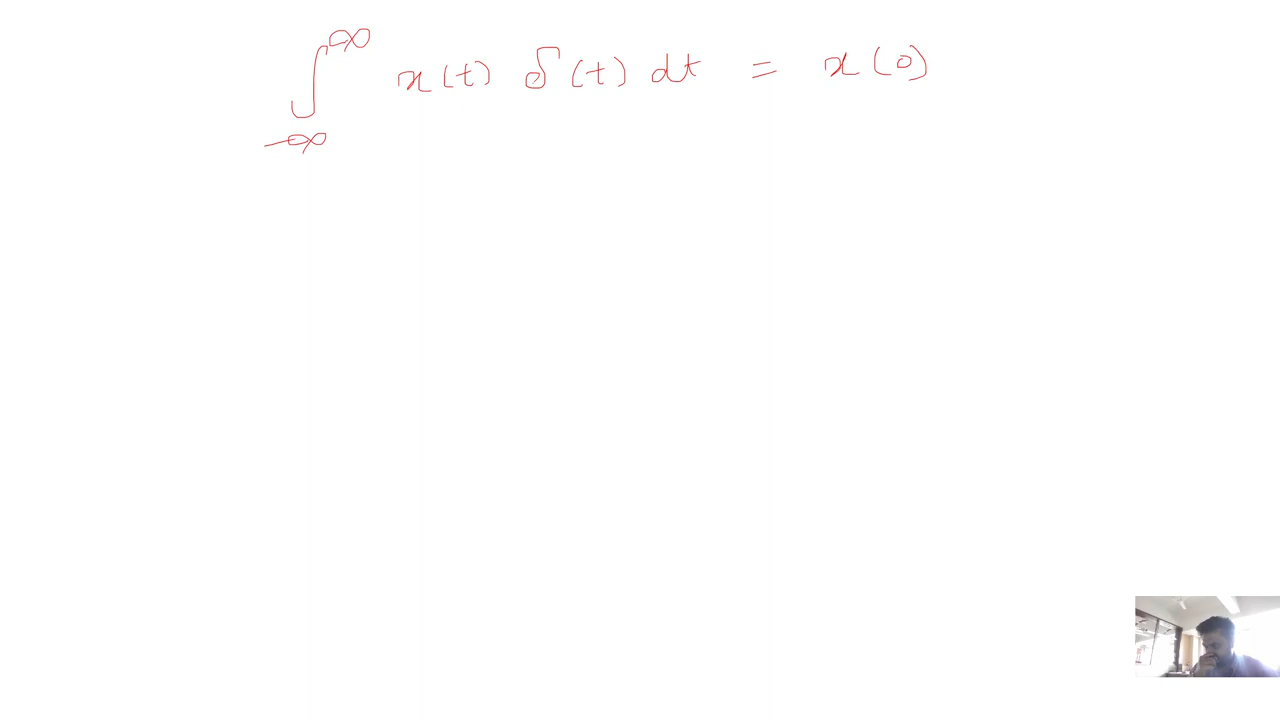 ∫_{-∞}^{∞} x(t) δ(t) dt = x(0)